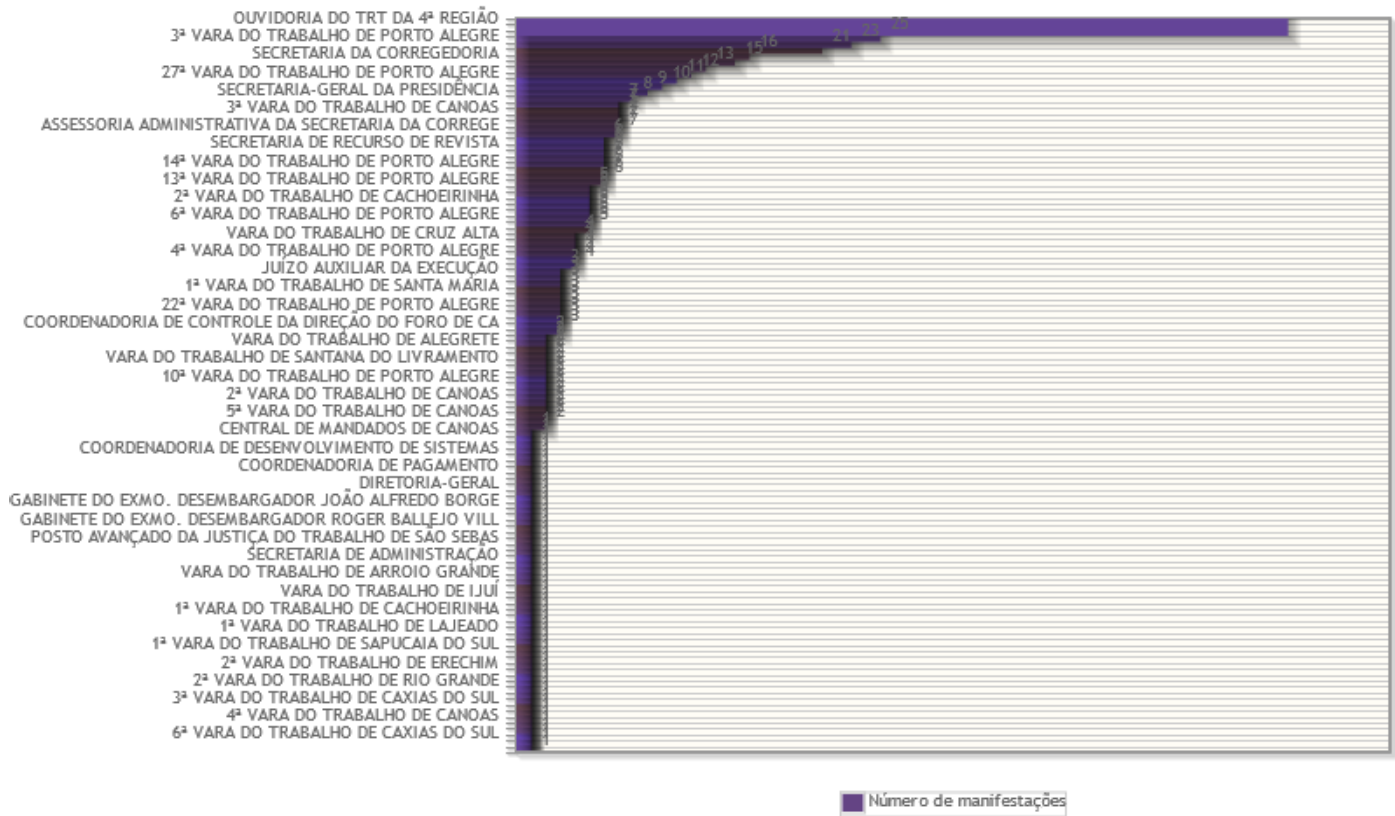 OUVIDORIA DO TRT DA 4ª REGIÃO
3ª VARA DO TRABALHO DE PORTO ALEGRE
SECRETARIA DA CORREGEDORIA
27ª VARA DO TRABALHO DE PORTO ALEGRE
SECRETARIA-GERAL DA PRESIDÊNCIA
3ª VARA DO TRABALHO DE CANOAS
ASSESSORIA ADMINISTRATIVA DA SECRETARIA DA CORREGE
SECRETARIA DE RECURSO DE REVISTA
14ª VARA DO TRABALHO DE PORTO ALEGRE
13ª VARA DO TRABALHO DE PORTO ALEGRE
2ª VARA DO TRABALHO DE CACHOEIRINHA
6ª VARA DO TRABALHO DE PORTO ALEGRE
VARA DO TRABALHO DE CRUZ ALTA
4ª VARA DO TRABALHO DE PORTO ALEGRE
JUÍZO AUXILIAR DA EXECUÇÃO
1ª VARA DO TRABALHO DE SANTA MARIA
22ª VARA DO TRABALHO DE PORTO ALEGRE
COORDENADORIA DE CONTROLE DA DIREÇÃO DO FORO DE CA
VARA DO TRABALHO DE ALEGRETE
VARA DO TRABALHO DE SANTANA DO LIVRAMENTO
10ª VARA DO TRABALHO DE PORTO ALEGRE
2ª VARA DO TRABALHO DE CANOAS
5ª VARA DO TRABALHO DE CANOAS
CENTRAL DE MANDADOS DE CANOAS
COORDENADORIA DE DESENVOLVIMENTO DE SISTEMAS
COORDENADORIA DE PAGAMENTO
DIRETORIA-GERAL
GABINETE DO EXMO. DESEMBARGADOR JOÃO ALFREDO BORGE
GABINETE DO EXMO. DESEMBARGADOR ROGER BALLEJO VILL
POSTO AVANÇADO DA JUSTIÇA DO TRABALHO DE SÃO SEBAS
SECRETARIA DE ADMINISTRAÇÃO
VARA DO TRABALHO DE ARROIO GRANDE
VARA DO TRABALHO DE IJUÍ
1ª VARA DO TRABALHO DE CACHOEIRINHA
1ª VARA DO TRABALHO DE LAJEADO
1ª VARA DO TRABALHO DE SAPUCAIA DO SUL
2ª VARA DO TRABALHO DE ERECHIM
2ª VARA DO TRABALHO DE RIO GRANDE
3ª VARA DO TRABALHO DE CAXIAS DO SUL
4ª VARA DO TRABALHO DE CANOAS
6ª VARA DO TRABALHO DE CAXIAS DO SUL
25
23
21
16
15
13
12
11
10
9
8
7
Número de manifestações